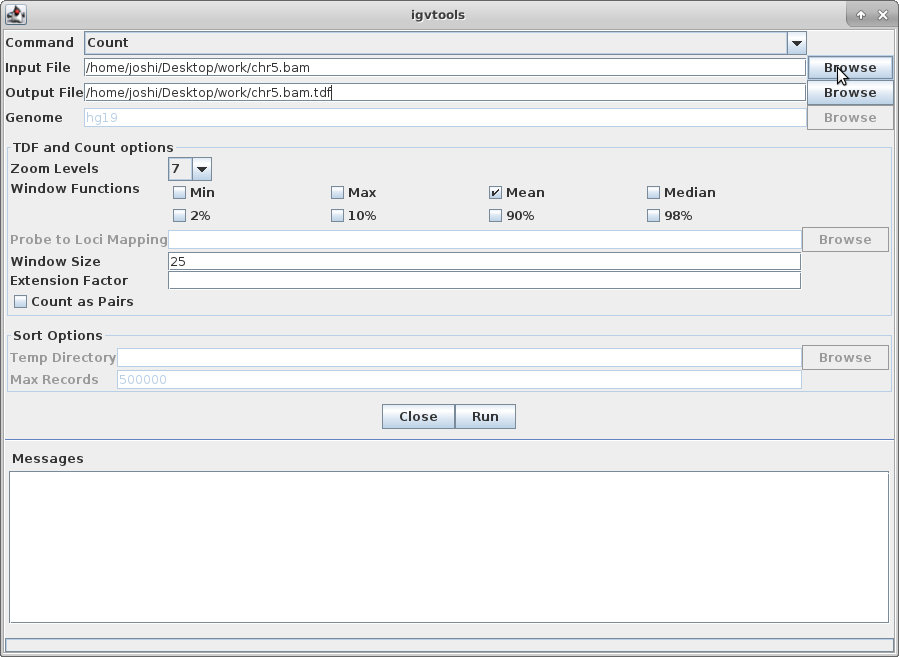 igvtools
Command Count
Input File /home/joshi/Desktop/work/chr5.bam Browse
Output File /home/joshi/Desktop/work/chr5.bam.tdf Browse
Genome hg19 Browse
TDF and Count options
Zoom Levels 7
Window Functions Min Max Mean Median
2% 10% 90% 98%
Probe to Loci Mapping Browse
Window Size 25
Extension Factor
Count as Pairs
Sort Options
Temp Directory Browse
Max Records 500000
Close Run
Messages